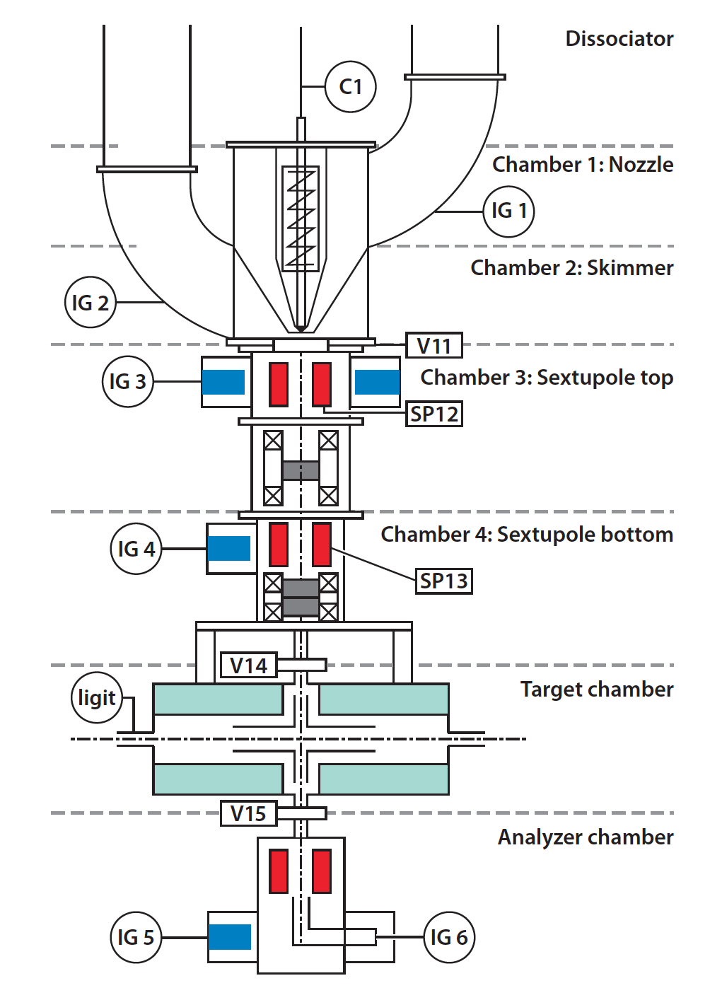 Dissociator
C1
Chamber 1: Nozzle
IG 1
Chamber 2: Skimmer
IG 2
V11
Chamber 3: Sextupole top
IG 3
SP12
Chamber 4: Sextupole bottom
IG 4
SP13
V14
Target chamber
ligit
V15
Analyzer chamber
IG 5
IG 6